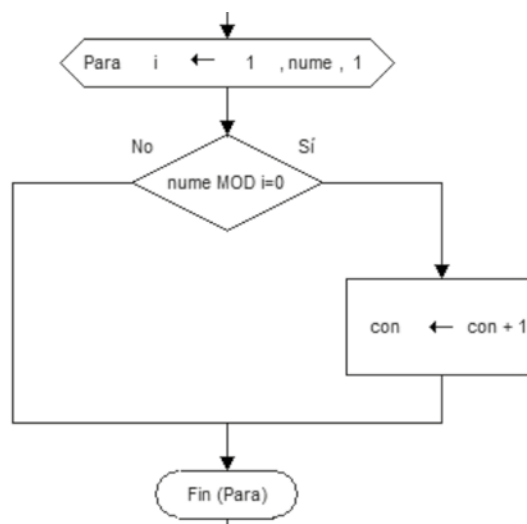 Para i ← 1 , nume , 1
No
Sí
nume MOD i=0
con ← con + 1
Fin (Para)